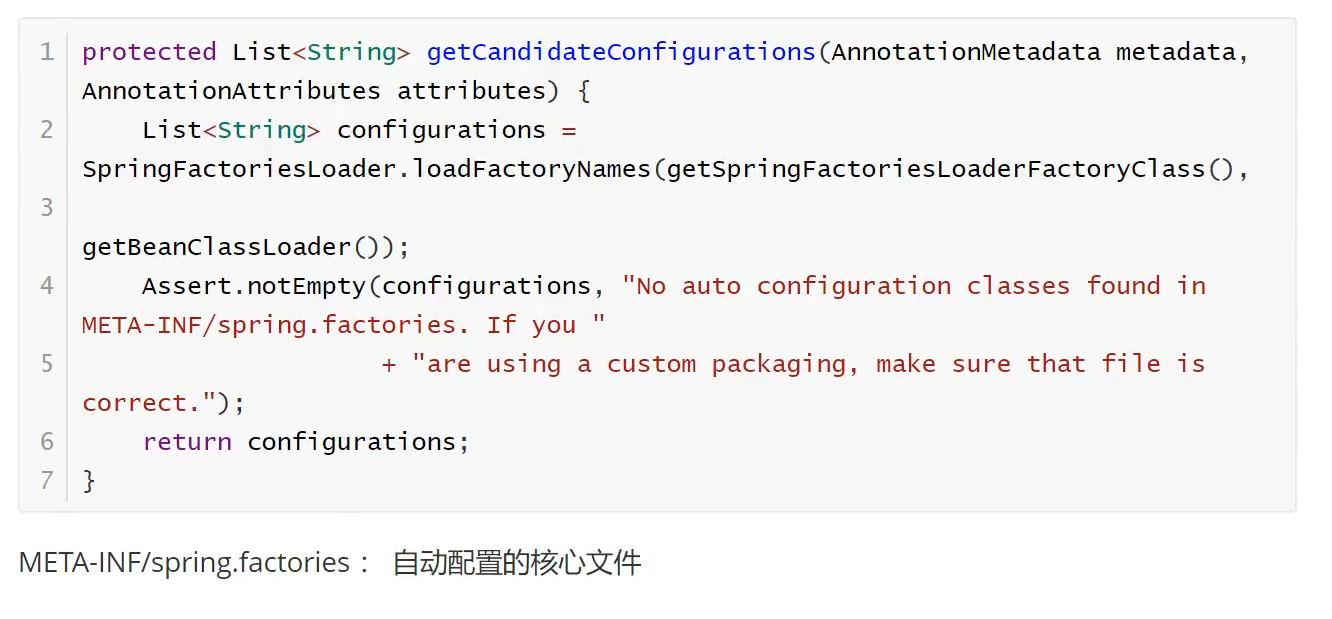 1 protected List<String> getCandidateConfigurations(AnnotationMetadata metadata,
AnnotationAttributes attributes) {
2     List<String> configurations =
SpringFactoriesLoader.loadFactoryNames(getSpringFactoriesLoaderFactoryClass(),
3
getBeanClassLoader());
4     Assert.notEmpty(configurations, "No auto configuration classes found in
META-INF/spring.factories. If you "
5                     + "are using a custom packaging, make sure that file is
correct.");
6     return configurations;
7 }
META-INF/spring.factories： 自动配置的核心文件